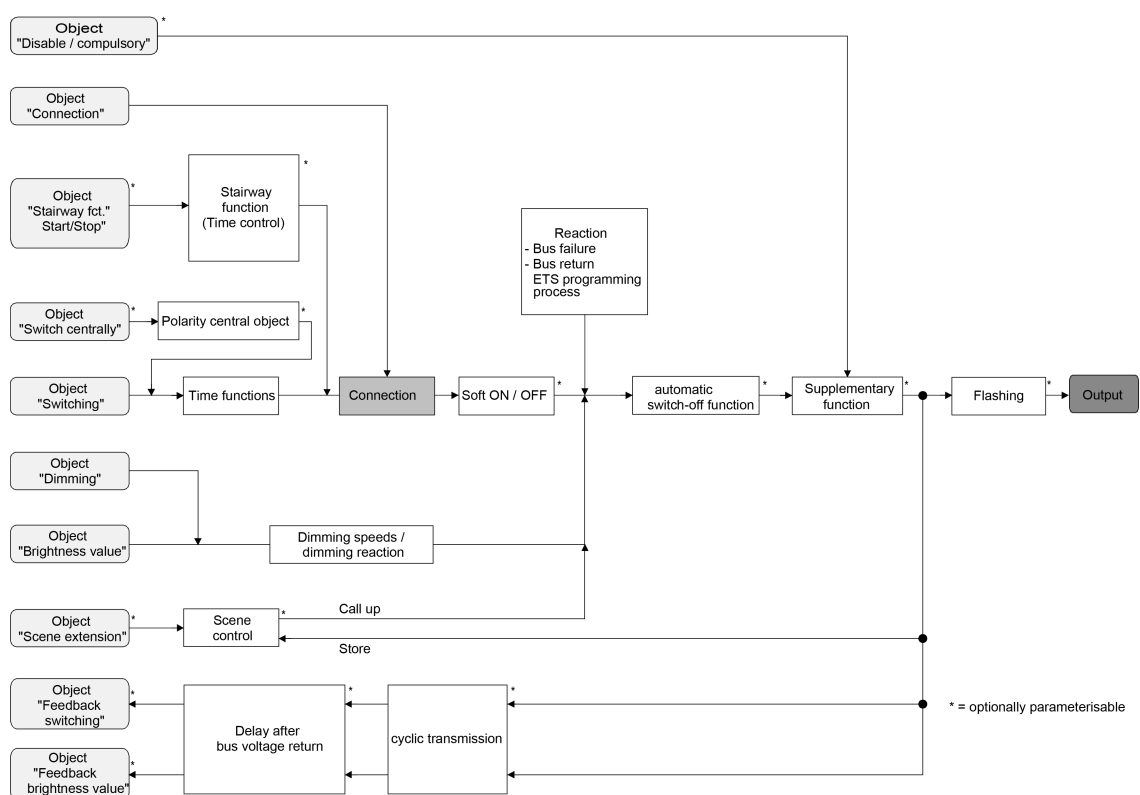 Object
"Disable / compulsory"
*
Object
"Connection"
Object
"Stairway fct."
Start/Stop"
*
Stairway
function
(Time control)
*
Reaction
- Bus failure
- Bus return
ETS programming
process
Object
"Switch centrally"
*
Polarity central object
*
Object
"Switching"
*
Time functions
Connection
Soft ON / OFF
*
automatic
switch-off function
*
Supplementary
function
*
Flashing
*
Output
Object
"Dimming"
Object
"Brightness value"
Dimming speeds /
dimming reaction
Object
"Scene extension"
*
Scene
control
*
Call up
Store
Object
"Feedback
switching"
*
Delay after
bus voltage return
*
cyclic transmission
*
* = optionally parameterisable
Object
"Feedback
brightness value"
*